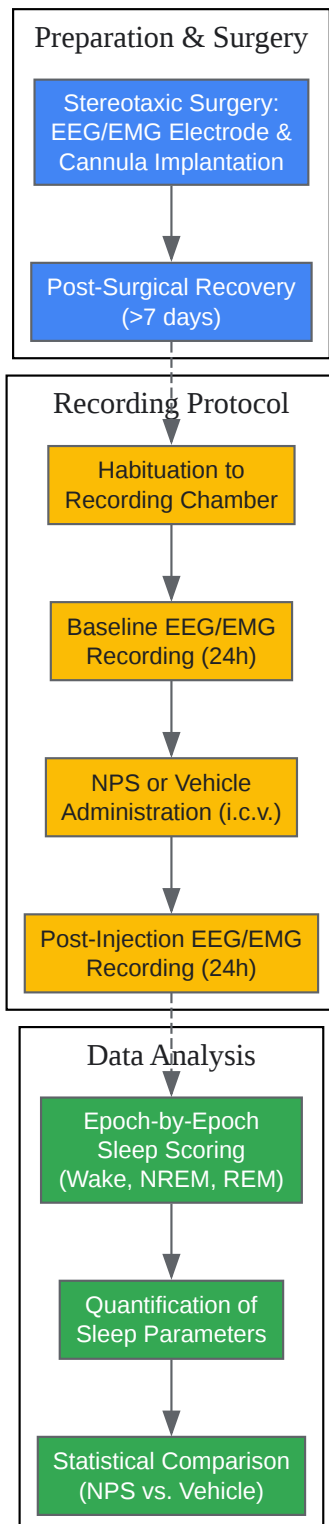 Preparation & Surgery
Stereotaxic Surgery:
EEG/EMG Electrode &
Cannula Implantation
Post-Surgical Recovery
(>7 days)
Recording Protocol
Habituation to
Recording Chamber
Baseline EEG/EMG
Recording (24h)
NPS or Vehicle
Administration (i.c.v.)
Post-Injection EEG/EMG
Recording (24h)
Data Analysis
Epoch-by-Epoch
Sleep Scoring
(Wake, NREM, REM)
Quantification of
Sleep Parameters
Statistical Comparison
(NPS vs. Vehicle)